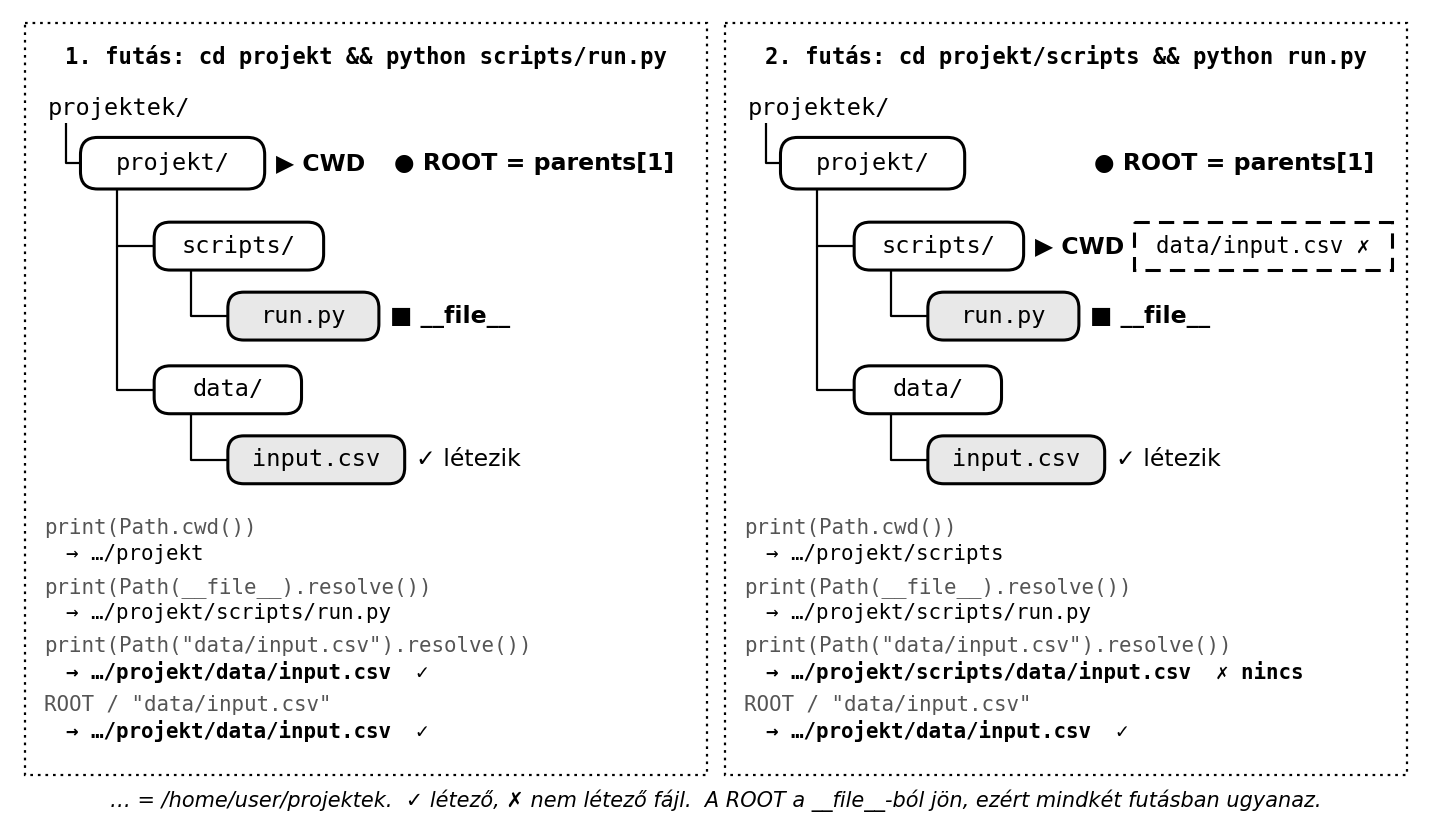 1. futás: cd projekt && python scripts/run.py
projektek/
projekt/ ▶ CWD ● ROOT = parents[1]
scripts/
run.py ■ __file__
data/
input.csv ✓ létezik
print(Path.cwd())
→ …/projekt
print(Path(__file__).resolve())
→ …/projekt/scripts/run.py
print(Path("data/input.csv").resolve())
→ …/projekt/data/input.csv ✓
ROOT / "data/input.csv"
→ …/projekt/data/input.csv ✓
2. futás: cd projekt/scripts && python run.py
projektek/
projekt/ ● ROOT = parents[1]
scripts/ ▶ CWD data/input.csv ✗
run.py ■ __file__
data/
input.csv ✓ létezik
print(Path.cwd())
→ …/projekt/scripts
print(Path(__file__).resolve())
→ …/projekt/scripts/run.py
print(Path("data/input.csv").resolve())
→ …/projekt/scripts/data/input.csv ✗ nincs
ROOT / "data/input.csv"
→ …/projekt/data/input.csv ✓
… = /home/user/projektek. ✓ létező, ✗ nem létező fájl. A ROOT a __file__-ból jön, ezért mindkét futásban ugyanaz.